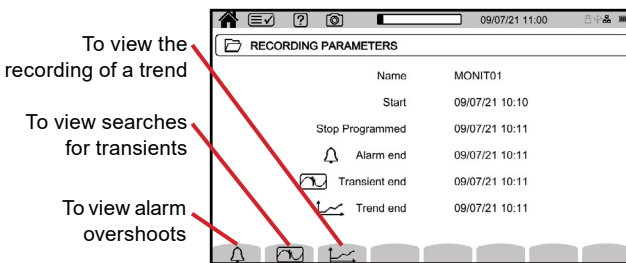 09/07/21 11:00
RECORDING PARAMETERS
Name MONIT01
Start 09/07/21 10:10
Stop Programmed 09/07/21 10:11
Alarm end 09/07/21 10:11
Transient end 09/07/21 10:11
Trend end 09/07/21 10:11
To view the
recording of a trend
To view searches
for transients
To view alarm
overshoots